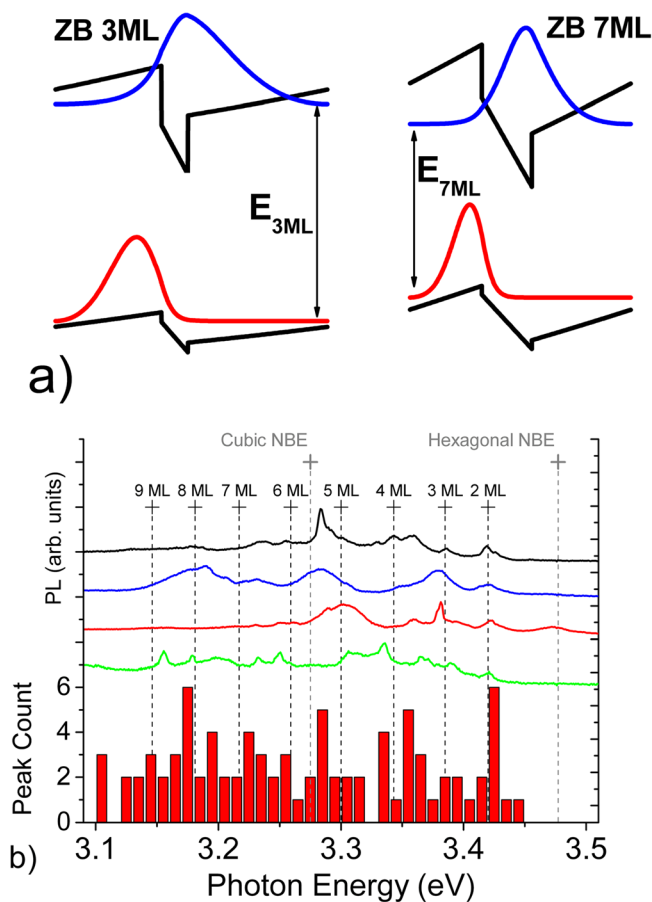 ZB 3ML
ZB 7ML
E3ML
E7ML
a)
Cubic NBE
Hexagonal NBE
9 ML 8 ML 7 ML 6 ML 5 ML 4 ML 3 ML 2 ML
PL (arb. units)
6
4
2
0
Peak Count
b)
3.1 3.2 3.3 3.4 3.5
Photon Energy (eV)